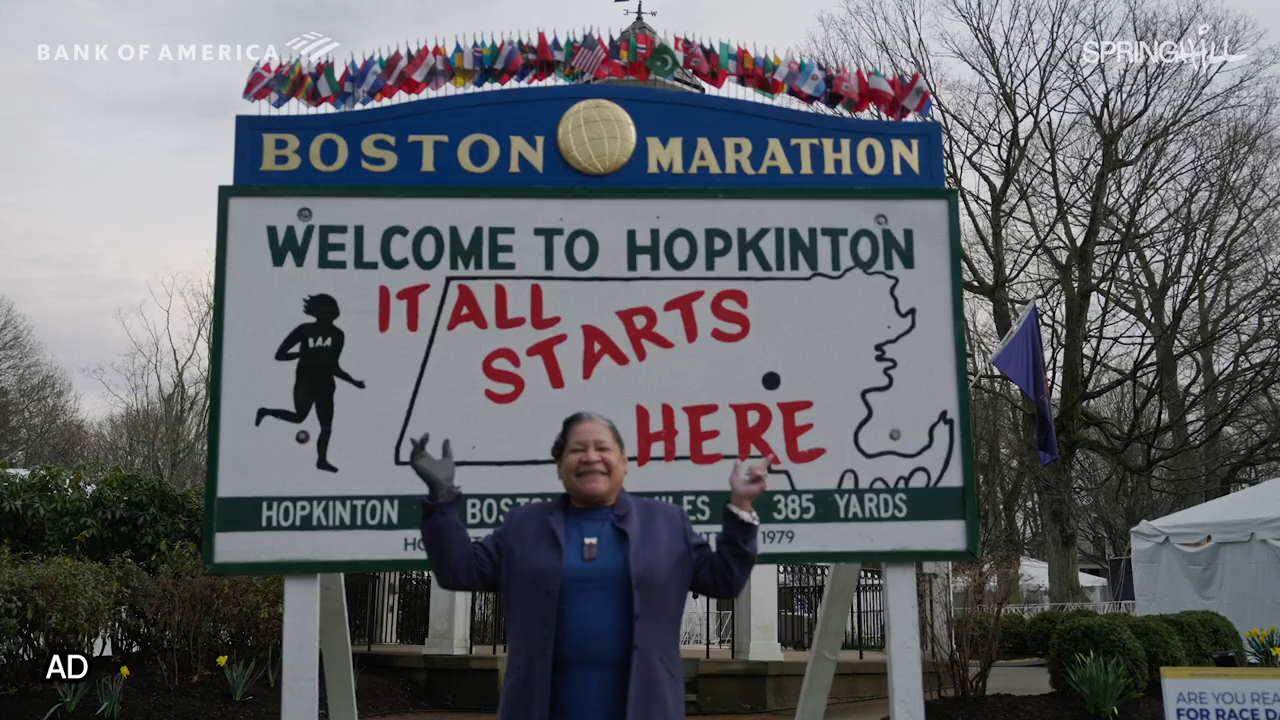 BANK OF AMERICA
SPRINGHILL
BOSTON MARATHON
WELCOME TO HOPKINTON
IT ALL
STARTS
HERE
BAA
HOPKINTON 385 YARDS
1979
AD
ARE YOU
FOR RACE